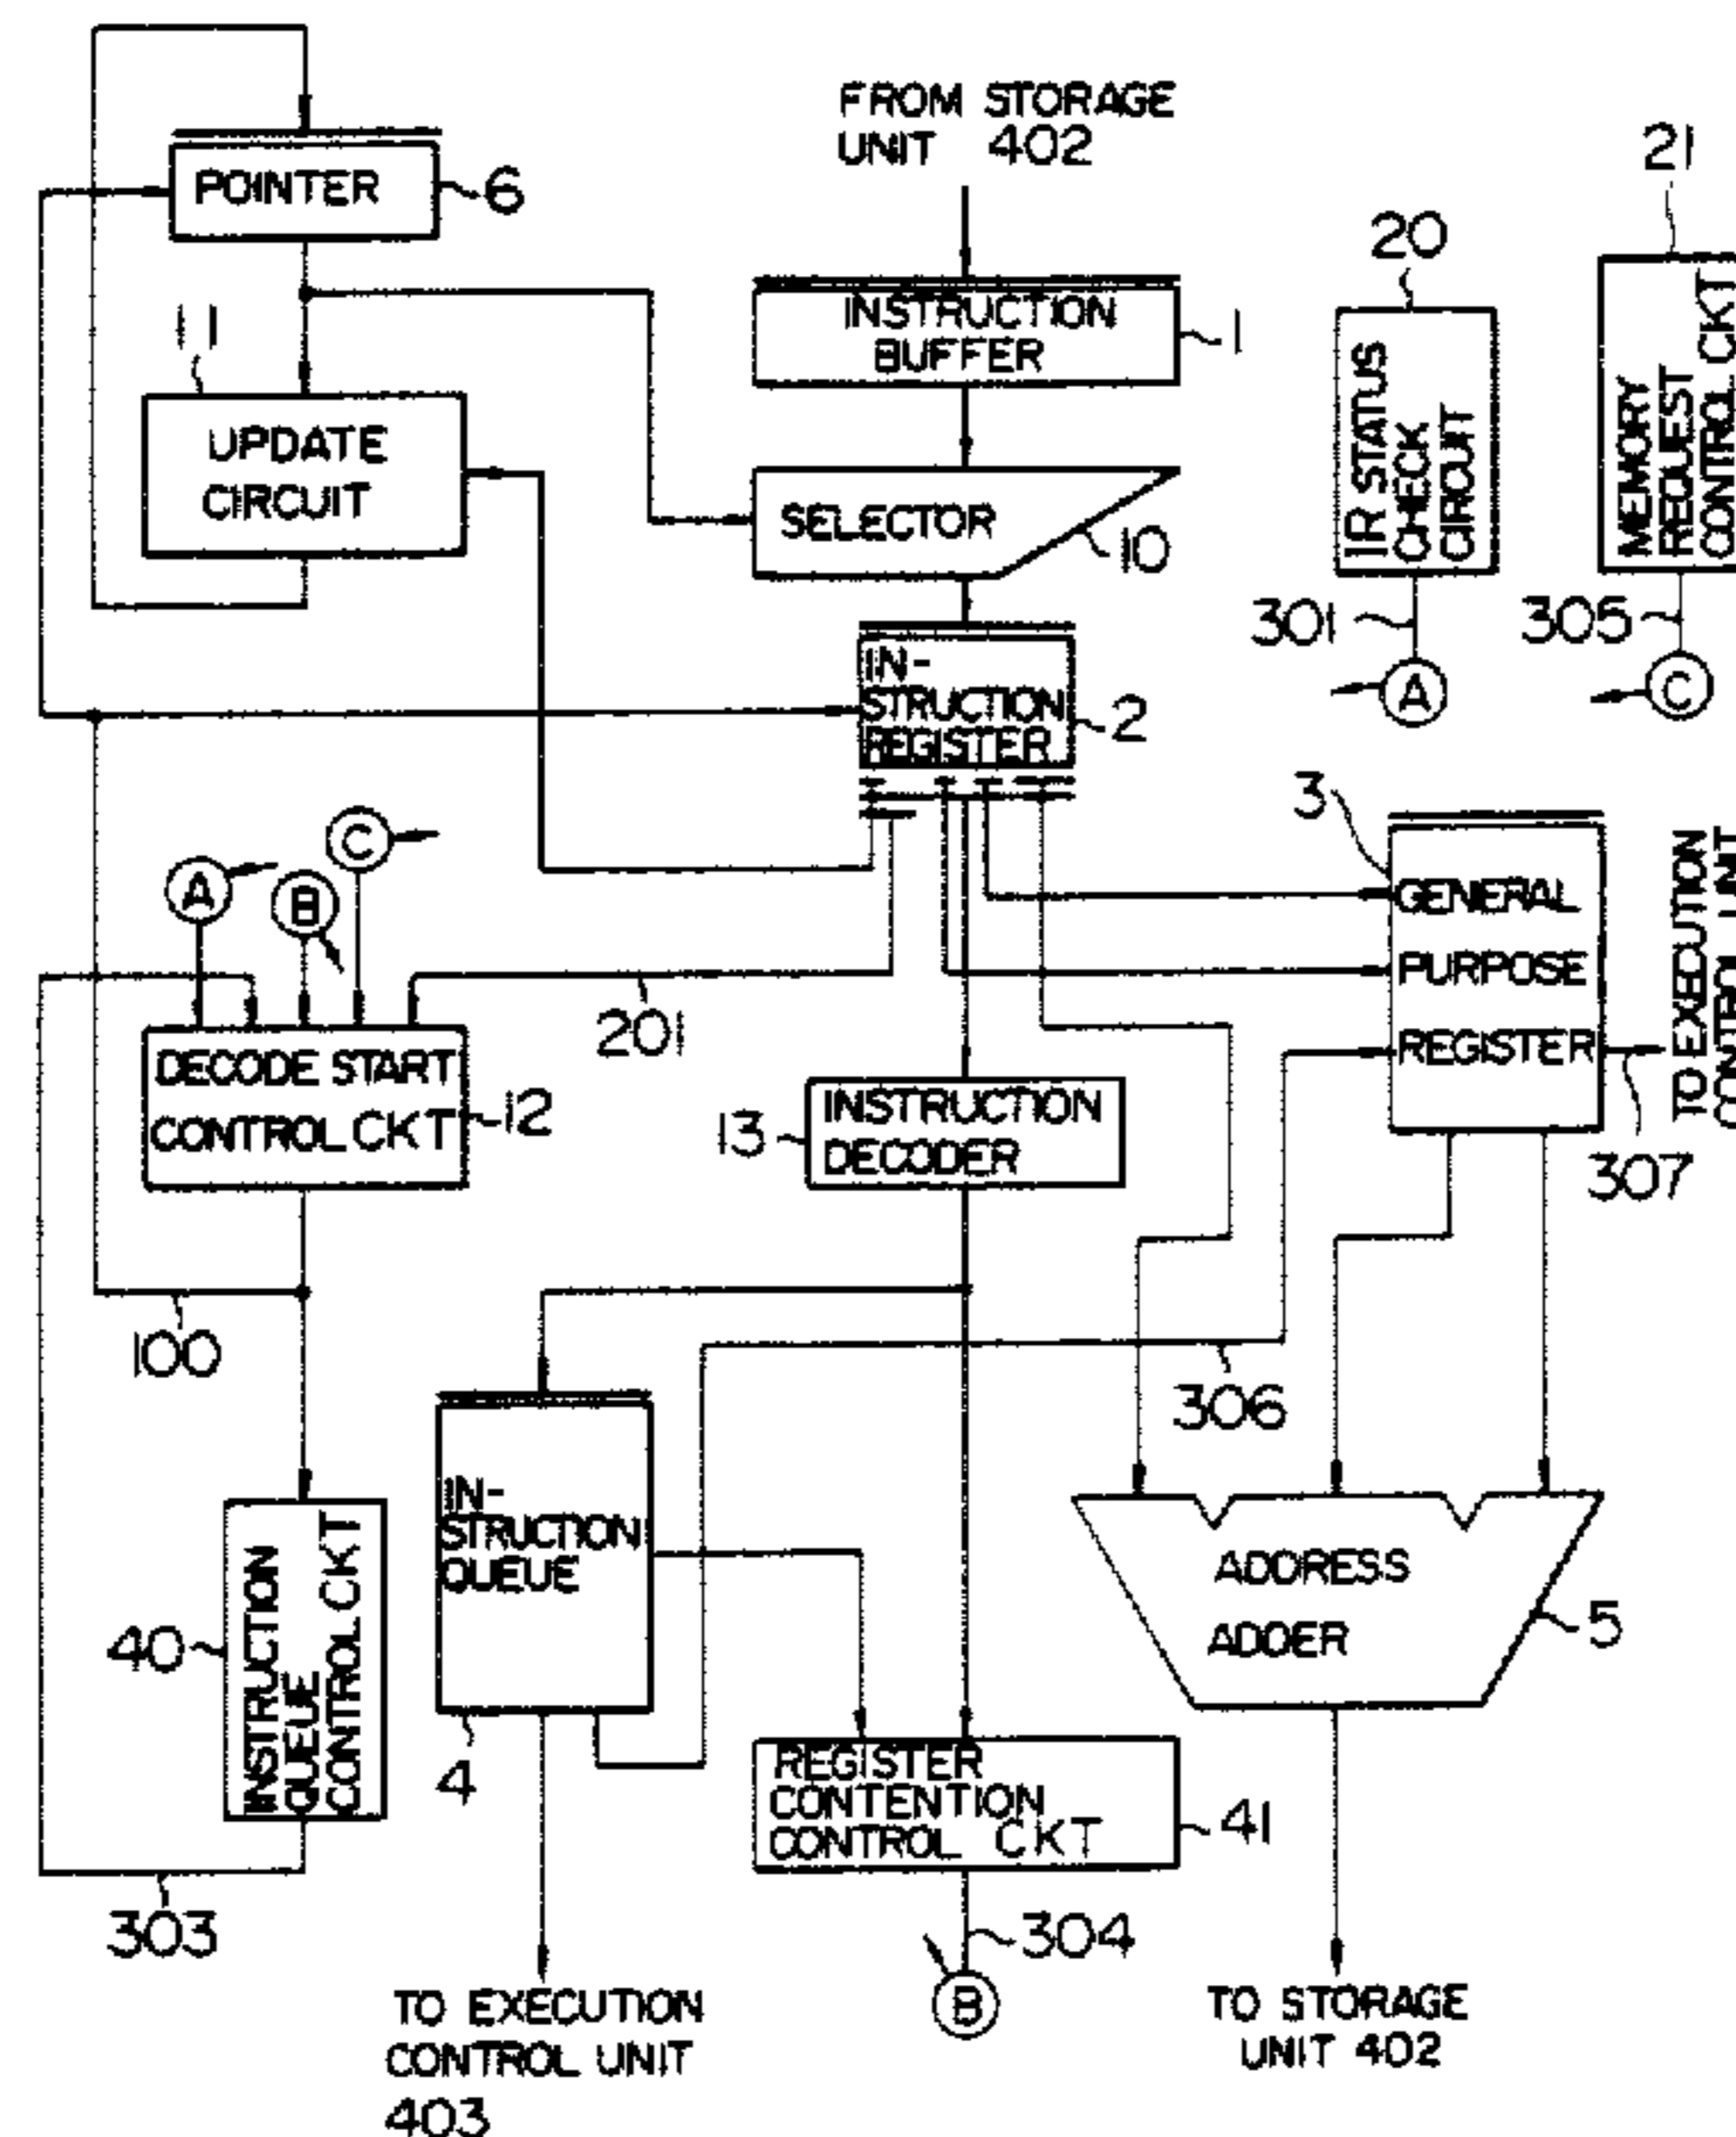 FROM STORAGE
UNIT 402
POINTER
6
INSTRUCTION
BUFFER
1
11
UPDATE
CIRCUIT
SELECTOR
10
20
IR STATUS
CHECK
CIRCUIT
301
A
21
MEMORY
REQUEST
CONTROL CKT
305
C
IN-
STRUCTION
REGISTER
2
3
GENERAL
PURPOSE
REGISTER
TO EXECUTION
CONTROL UNIT
307
A
B
C
201
DECODE START
CONTROL CKT
12
13
INSTRUCTION
DECODER
100
306
IN-
STRUCTION
QUEUE
4
40
INSTRUCTION
QUEUE
CONTROL CKT
303
ADDRESS
ADDER
5
REGISTER
CONTENTION
CONTROL CKT
41
304
B
TO EXECUTION
CONTROL UNIT
403
TO STORAGE
UNIT 402